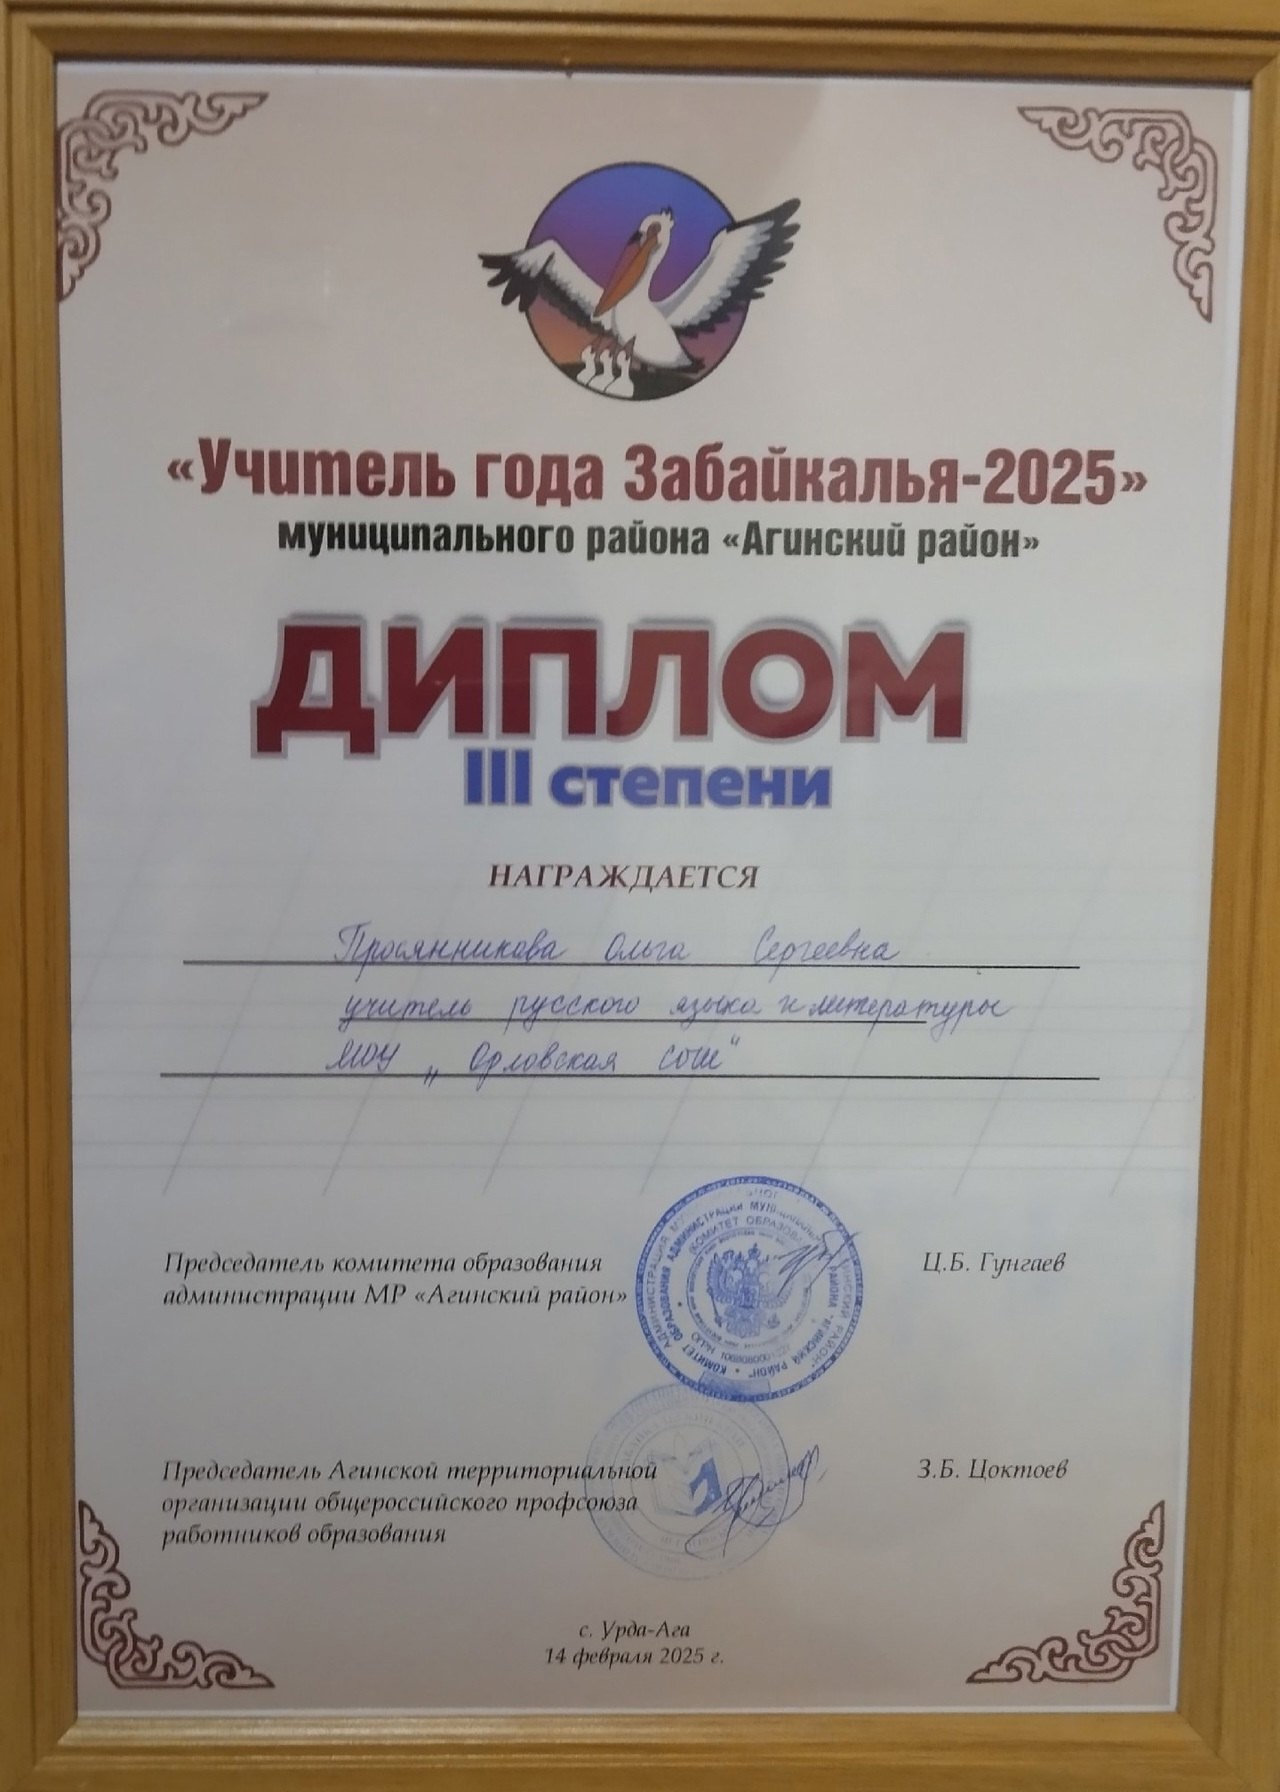 «Учитель года Забайкалья-2025»
муниципального района «Агинский район»
ДИПЛОМ
III степени
НАГРАЖДАЕТСЯ
Просянникова Ольга Сергеевна
учитель русского языка и литературы
МОУ „Орловская сош"
Председатель комитета образования
администрации МР «Агинский район»
Ц.Б. Гунгаев
Председатель Агинской территориальной
организации общероссийского профсоюза
работников образования
З.Б. Цоктоев
с. Урда-Ага
14 февраля 2025 г.